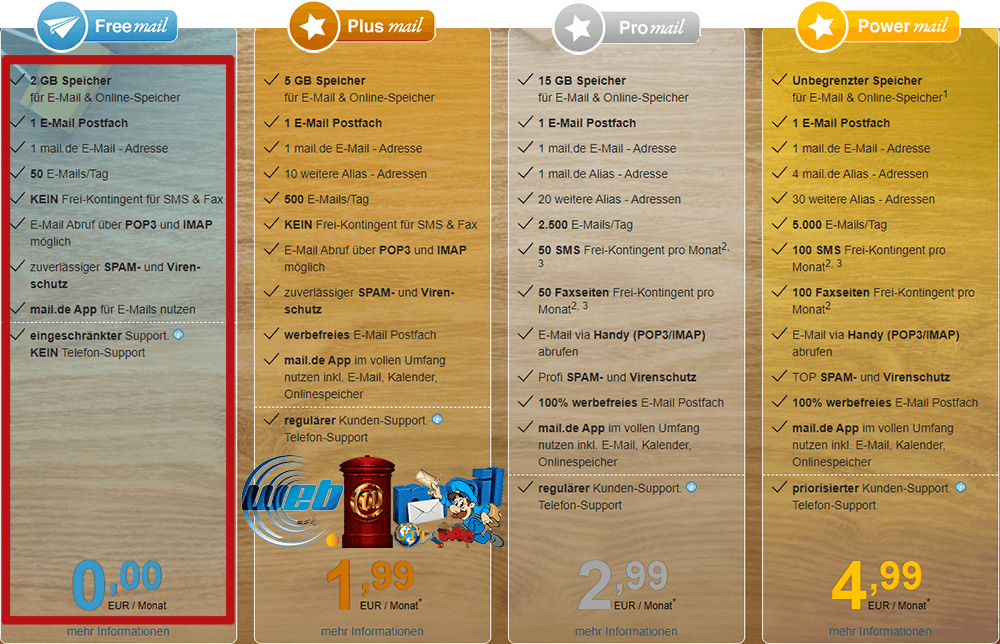 Freemail
2 GB Speicher
für E-Mail & Online-Speicher
1 E-Mail Postfach
1 mail.de E-Mail - Adresse
50 E-Mails/Tag
KEIN Frei-Kontingent für SMS & Fax
E-Mail Abruf über POP3 und IMAP
möglich
zuverlässiger SPAM- und Viren-
schutz
mail.de App für E-Mails nutzen
eingeschränkter Support.
KEIN Telefon-Support
0,00
EUR / Monat
mehr Informationen
Plus mail
5 GB Speicher
für E-Mail & Online-Speicher
1 E-Mail Postfach
1 mail.de E-Mail - Adresse
10 weitere Alias - Adressen
500 E-Mails/Tag
KEIN Frei-Kontingent für SMS & Fax
E-Mail Abruf über POP3 und IMAP
möglich
zuverlässiger SPAM- und Viren-
schutz
werbefreies E-Mail Postfach
mail.de App im vollen Umfang
nutzen inkl. E-Mail, Kalender,
Onlinespeicher
regulärer Kunden-Support.
Telefon-Support
web
@
1,99
EUR / Monat*
mehr Informationen
Promail
15 GB Speicher
für E-Mail & Online-Speicher
1 E-Mail Postfach
1 mail.de E-Mail - Adresse
1 mail.de Alias - Adresse
20 weitere Alias - Adressen
2.500 E-Mails/Tag
50 SMS Frei-Kontingent pro Monat2,
3
50 Faxseiten Frei-Kontingent pro
Monat2, 3
E-Mail via Handy (POP3/IMAP)
abrufen
Profi SPAM- und Virenschutz
100% werbefreies E-Mail Postfach
mail.de App im vollen Umfang
nutzen inkl. E-Mail, Kalender,
Onlinespeicher
regulärer Kunden-Support.
Telefon-Support
2,99
EUR / Monat*
mehr Informationen
Power mail
Unbegrenzter Speicher
für E-Mail & Online-Speicher1
1 E-Mail Postfach
1 mail.de E-Mail - Adresse
4 mail.de Alias - Adressen
30 weitere Alias - Adressen
5.000 E-Mails/Tag
100 SMS Frei-Kontingent pro
Monat2, 3
100 Faxseiten Frei-Kontingent pro
Monat2
E-Mail via Handy (POP3/IMAP)
abrufen
TOP SPAM- und Virenschutz
100% werbefreies E-Mail Postfach
mail.de App im vollen Umfang
nutzen inkl. E-Mail, Kalender,
Onlinespeicher
priorisierter Kunden-Support.
Telefon-Support
4,99
EUR / Monat*
mehr Informationen